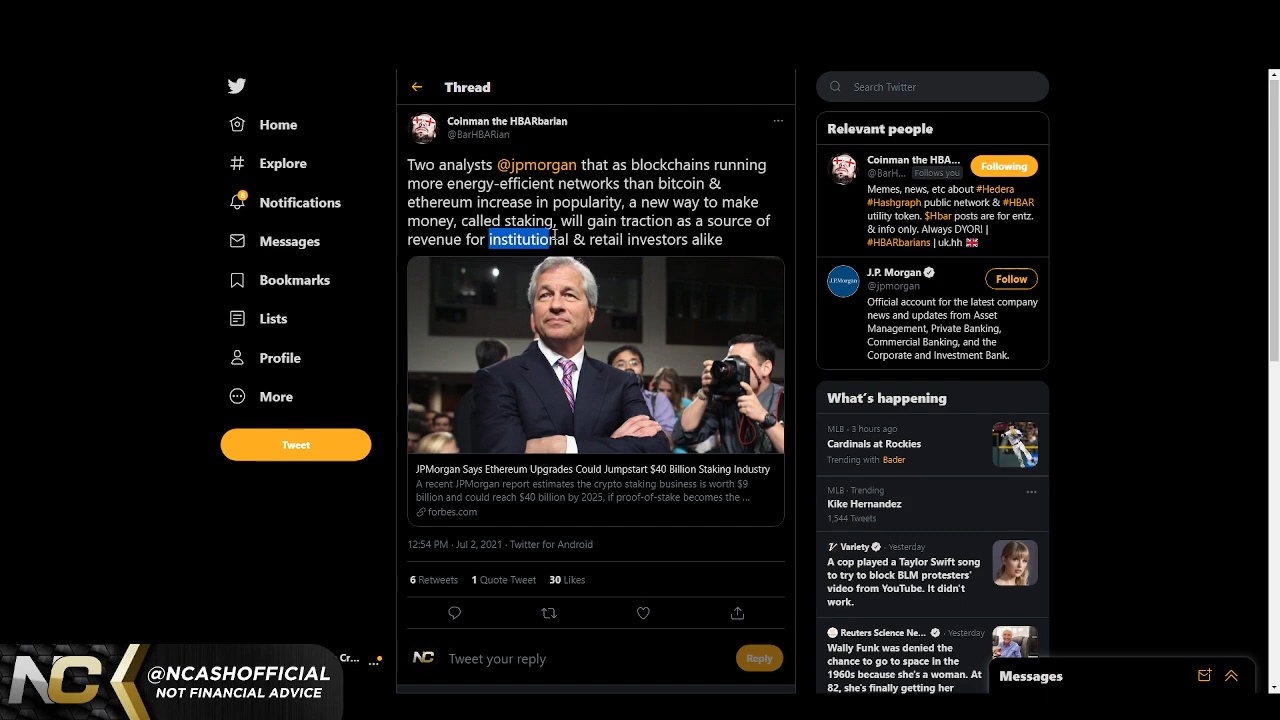 Home
Explore
6
Notifications
Messages
Bookmarks
Lists
Profile
More
Tweet
Thread
Coinman the HBARbarian
@BarHBARian
Two analysts @jpmorgan that as blockchains running
more energy-efficient networks than bitcoin &
ethereum increase in popularity, a new way to make
money, called staking, will gain traction as a source of
revenue for institutional & retail investors alike
JPMorgan Says Ethereum Upgrades Could Jumpstart $40 Billion Staking Industry
A recent JPMorgan report estimates the crypto staking business is worth $9
billion and could reach $40 billion by 2025, if proof-of-stake becomes the ...
forbes.com
12:54 PM · Jul 2, 2021 · Twitter for Android
6 Retweets 1 Quote Tweet 30 Likes
NC
Tweet your reply
Reply
Search Twitter
Relevant people
Coinman the HBA...
@BarH... Follows you
Following
Memes, news, etc about #Hedera
#Hashgraph public network & #HBAR
utility token. $Hbar posts are for entz.
& info only. Always DYOR! |
#HBARbarians | uk.hh 🇬🇧
J.P.Morgan
J.P. Morgan
@jpmorgan
Follow
Official account for the latest company
news and updates from Asset
Management, Private Banking,
Commercial Banking, and the
Corporate and Investment Bank.
What's happening
MLB · 3 hours ago
Cardinals at Rockies
Trending with Bader
MLB · Trending
Kike Hernandez
1,544 Tweets
Variety · Yesterday
A cop played a Taylor Swift song
to try to block BLM protesters'
video from YouTube. It didn't
work.
Reuters Science Ne... · Yesterday
Wally Funk was denied the
chance to go to space in the
1960s because she's a woman. At
82, she's finally getting her
Messages
Cr...
NC
@NCASHOFFICIAL
NOT FINANCIAL ADVICE